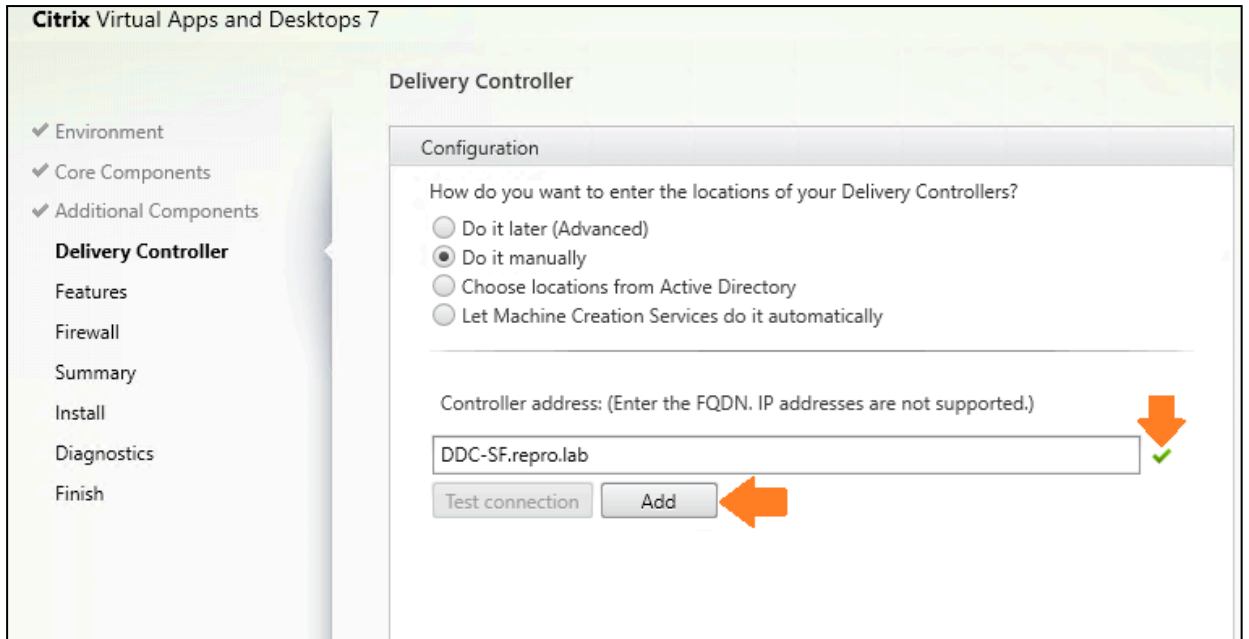 Citrix Virtual Apps and Desktops 7
Delivery Controller
Environment
Core Components
Additional Components
Delivery Controller
Features
Firewall
Summary
Install
Diagnostics
Finish
Configuration
How do you want to enter the locations of your Delivery Controllers?
Do it later (Advanced)
Do it manually
Choose locations from Active Directory
Let Machine Creation Services do it automatically
Controller address: (Enter the FQDN. IP addresses are not supported.)
DDC-SF.repro.lab
Test connection Add